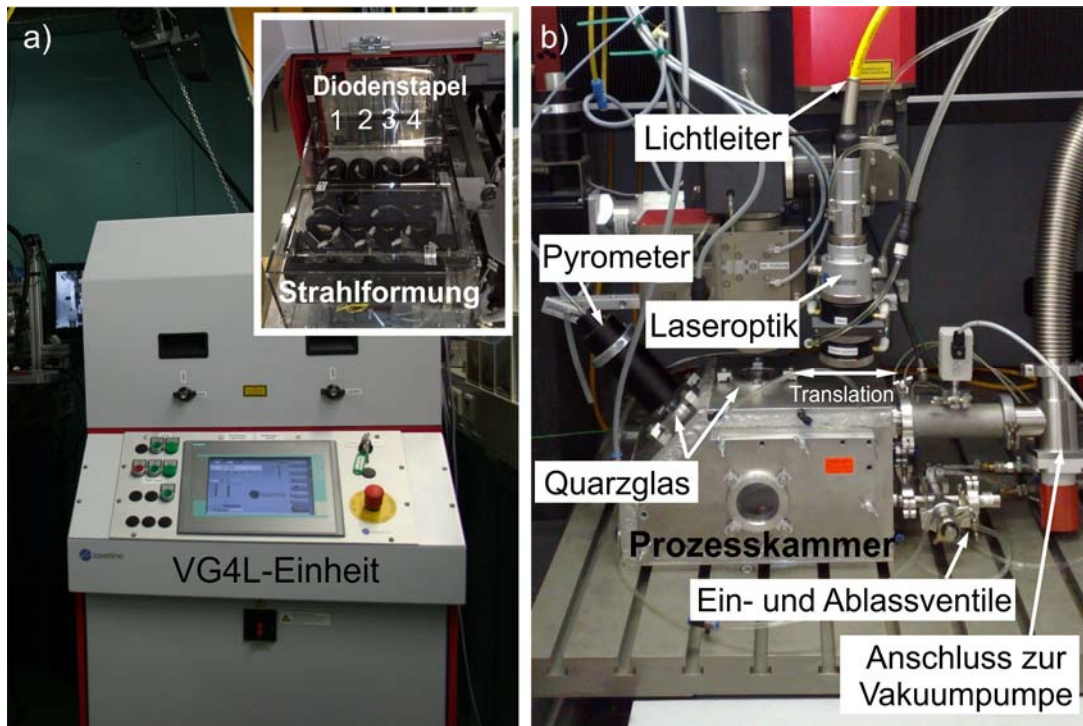 a)
Diodenstapel
1 2 3 4
Strahlformung
laserline
VG4L-Einheit
b)
Lichtleiter
Pyrometer
Laseroptik
Translation
Quarzglas
Prozesskammer
Ein- und Ablassventile
Anschluss zur
Vakuumpumpe